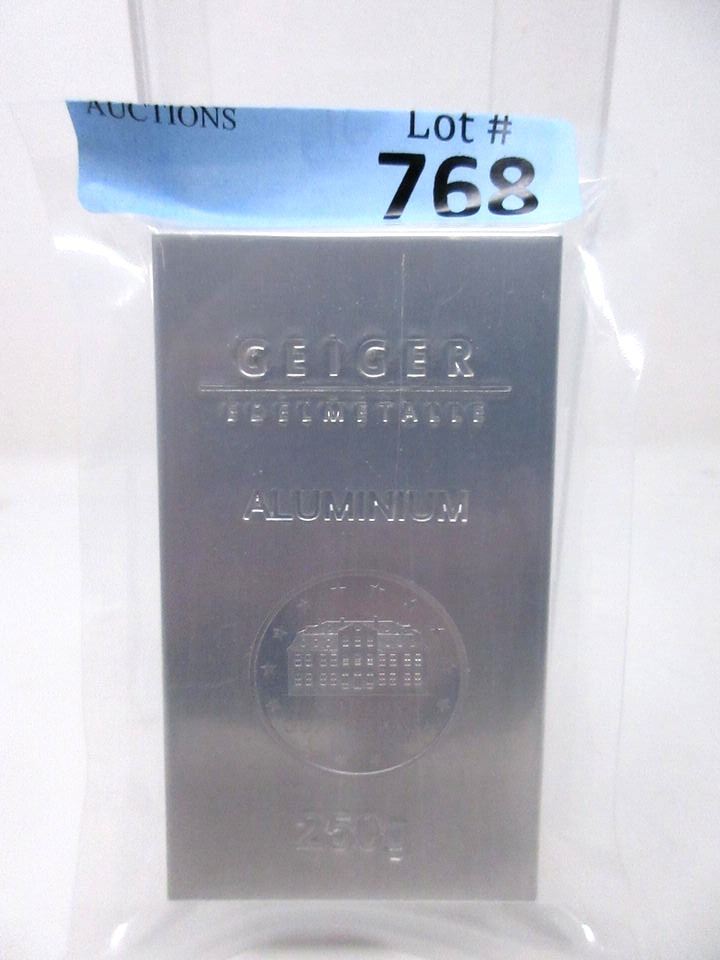 AUCTIONS
Lot #
768
GEIGER
EDELMETALLE
ALUMINIUM
250g